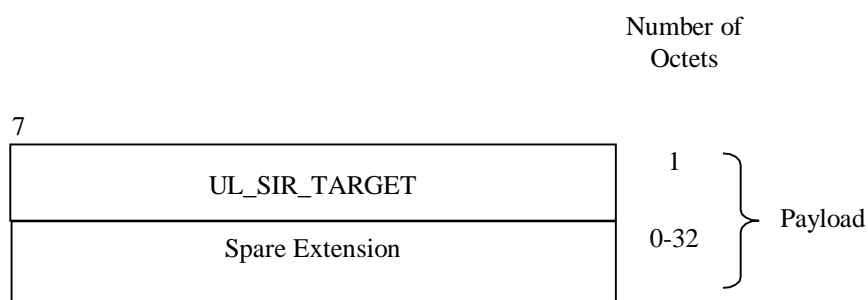 Number of
Octets
7
UL_SIR_TARGET
1
Spare Extension
0-32
Payload